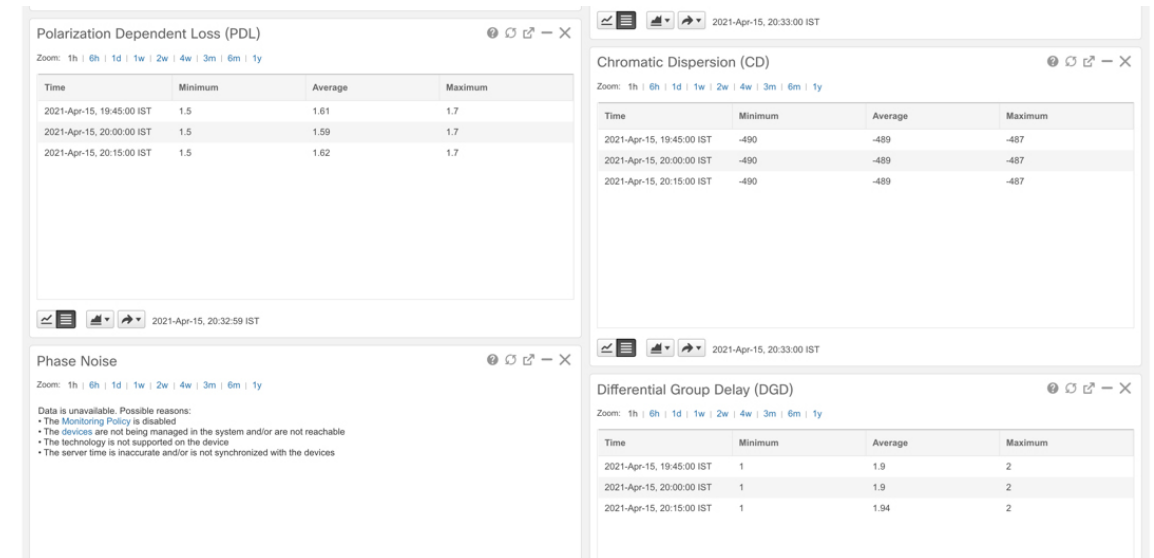 Polarization Dependent Loss (PDL)
Zoom: 1h | 6h | 1d | 1w | 2w | 4w | 3m | 6m | 1y
Time Minimum Average Maximum
2021-Apr-15, 19:45:00 IST 1.5 1.61 1.7
2021-Apr-15, 20:00:00 IST 1.5 1.59 1.7
2021-Apr-15, 20:15:00 IST 1.5 1.62 1.7
2021-Apr-15, 20:32:59 IST
Phase Noise
Zoom: 1h | 6h | 1d | 1w | 2w | 4w | 3m | 6m | 1y
Data is unavailable. Possible reasons:
• The Monitoring Policy is disabled
• The devices are not being managed in the system and/or are not reachable
• The technology is not supported on the device
• The server time is inaccurate and/or is not synchronized with the devices
2021-Apr-15, 20:33:00 IST
Chromatic Dispersion (CD)
Zoom: 1h | 6h | 1d | 1w | 2w | 4w | 3m | 6m | 1y
Time Minimum Average Maximum
2021-Apr-15, 19:45:00 IST -490 -489 -487
2021-Apr-15, 20:00:00 IST -490 -489 -487
2021-Apr-15, 20:15:00 IST -490 -489 -487
2021-Apr-15, 20:33:00 IST
Differential Group Delay (DGD)
Zoom: 1h | 6h | 1d | 1w | 2w | 4w | 3m | 6m | 1y
Time Minimum Average Maximum
2021-Apr-15, 19:45:00 IST 1 1.9 2
2021-Apr-15, 20:00:00 IST 1 1.9 2
2021-Apr-15, 20:15:00 IST 1 1.94 2